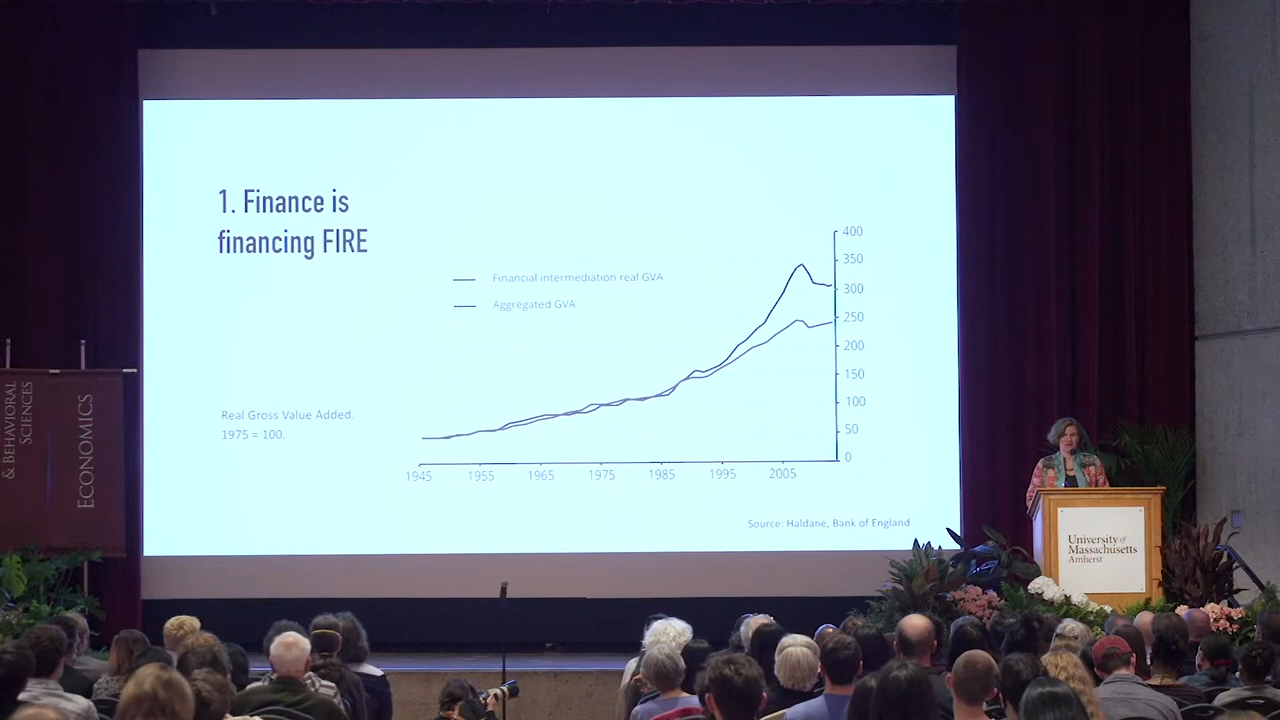 1. Finance is
financing FIRE
Financial intermediation real GVA
Aggregated GVA
Real Gross Value Added.
1975 = 100.
400
350
300
250
200
150
100
50
0
1945 1955 1965 1975 1985 1995 2005
Source: Haldane, Bank of England
& BEHAVIORAL
SCIENCES
ECONOMICS
University of
Massachusetts
Amherst